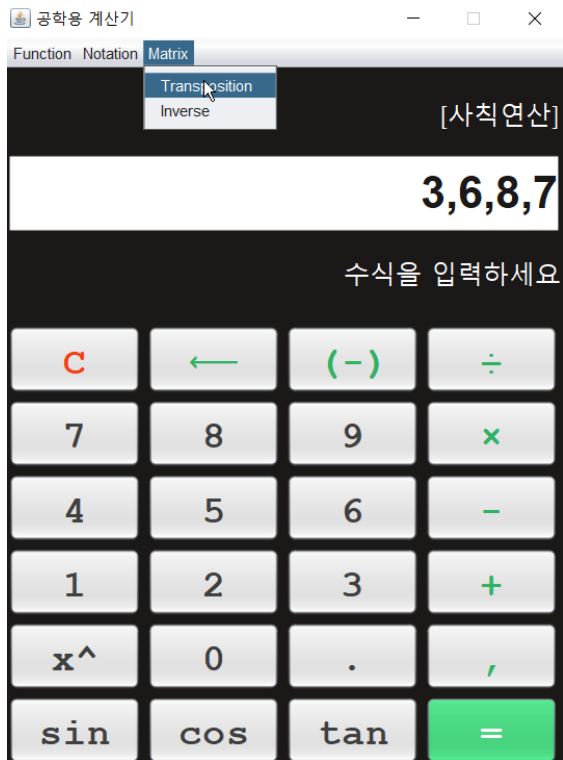 공학용 계산기
Function Notation Matrix
Transposition
Inverse
[사칙연산]
3,6,8,7
수식을 입력하세요
C ← (-) ÷
7 8 9 ×
4 5 6 -
1 2 3 +
x^ 0 . ,
sin cos tan =